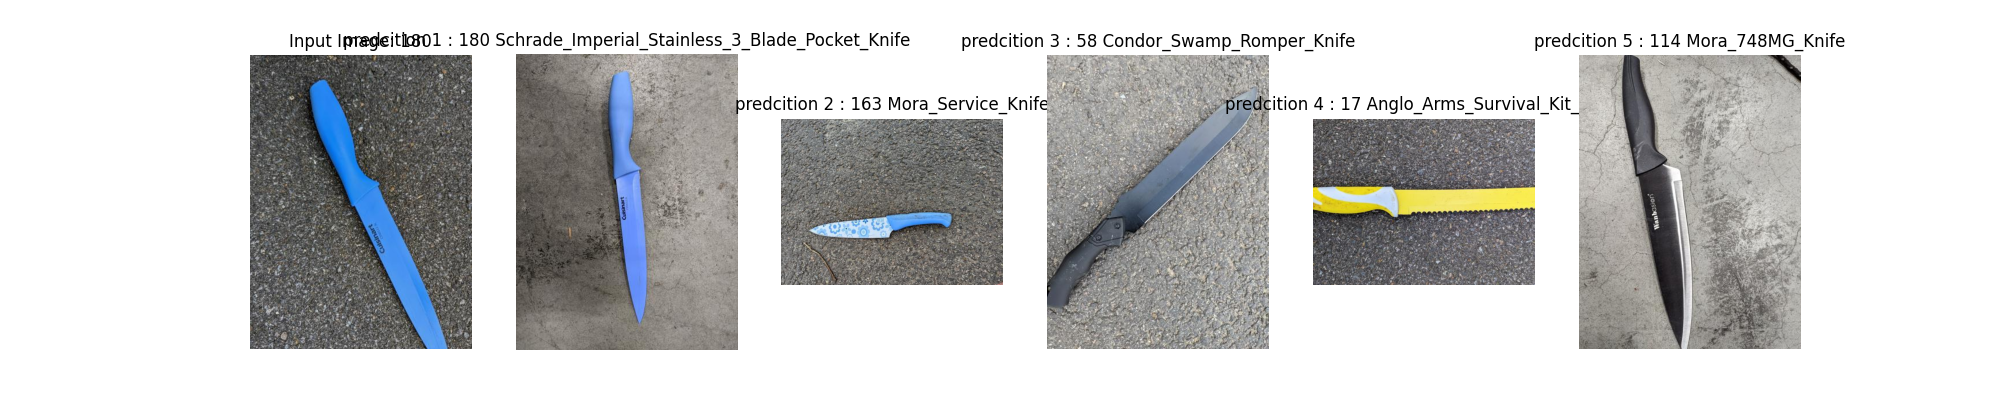 Input Image: 180
predcition 1 : 180 Schrade_Imperial_Stainless_3_Blade_Pocket_Knife
predcition 2 : 163 Mora_Service_Knife
predcition 3 : 58 Condor_Swamp_Romper_Knife
predcition 4 : 17 Anglo_Arms_Survival_Kit_
predcition 5 : 114 Mora_748MG_Knife
Cuisinart
Cuisinart